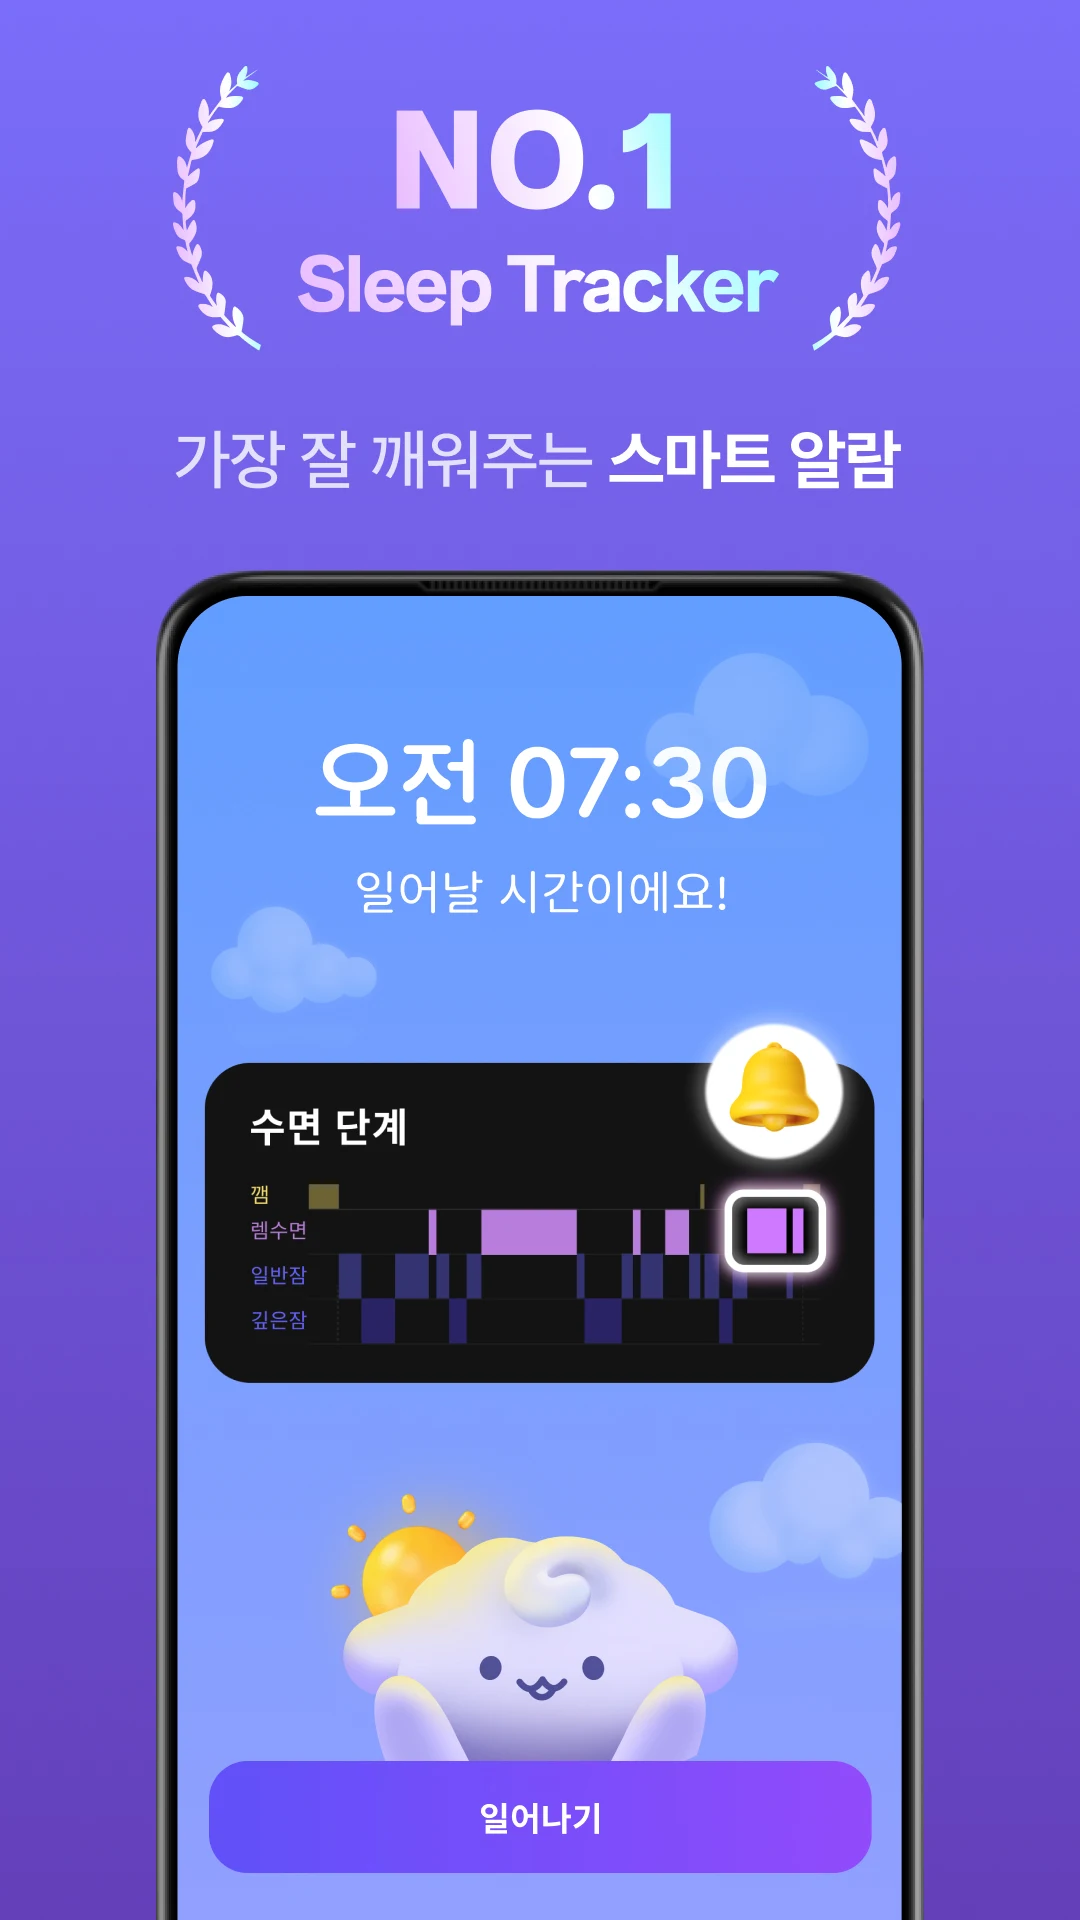 NO.1
Sleep Tracker
가장 잘 깨워주는 스마트 알람
오전 07:30
일어날 시간이에요!
수면 단계
깸
렘수면
일반잠
깊은잠
일어나기